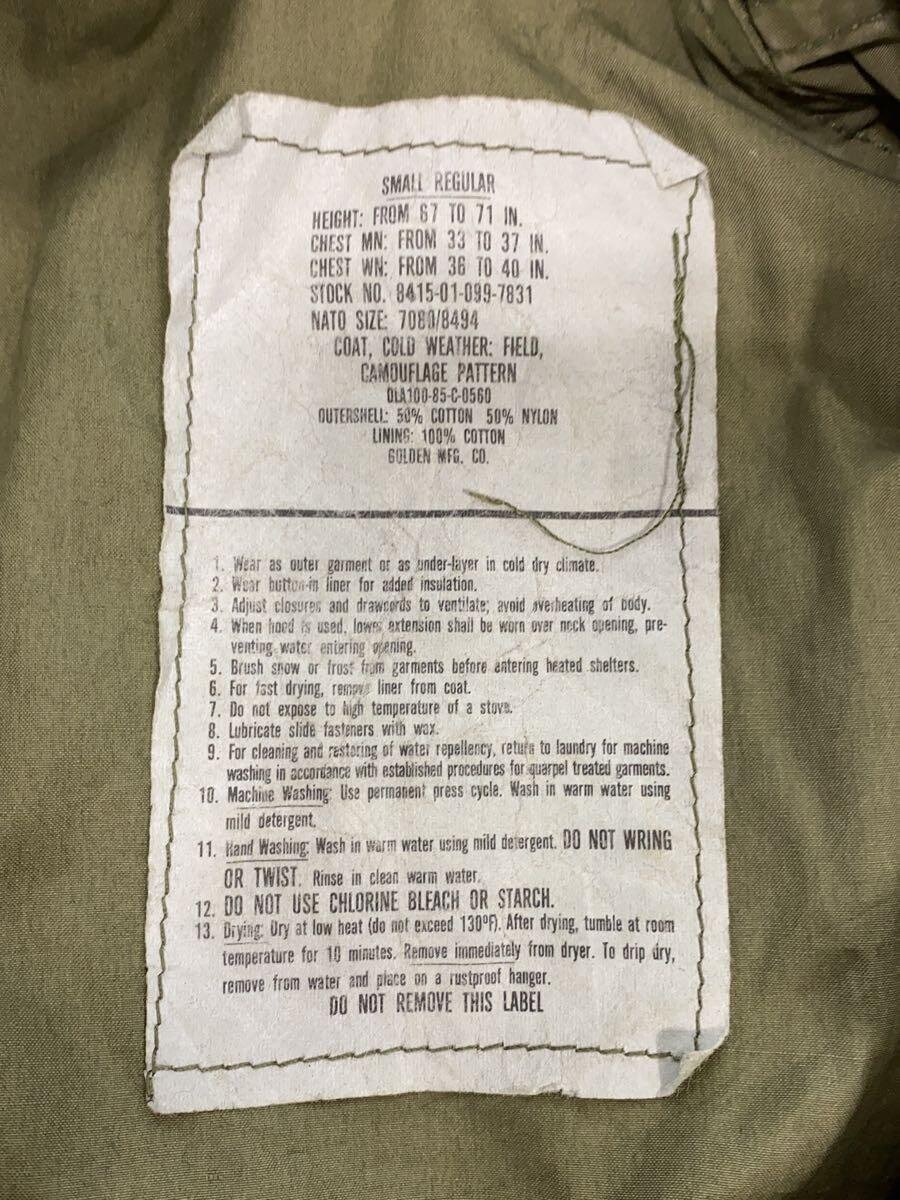 SMALL REGULAR
HEIGHT: FROM 67 TO 71 IN.
CHEST MN: FROM 33 TO 37 IN.
CHEST WN: FROM 36 TO 40 IN.
STOCK NO. 8415-01-099-7831
NATO SIZE: 7080/8494
COAT, COLD WEATHER: FIELD,
CAMOUFLAGE PATTERN
DLA100-85-C-0560
OUTERSHELL: 50% COTTON 50% NYLON
LINING: 100% COTTON
GOLDEN MFG. CO.
1. Wear as outer garment or as under-layer in cold dry climate.
2. Wear button-in liner for added insulation.
3. Adjust closures and drawcords to ventilate; avoid overheating of body.
4. When hood is used, lower extension shall be worn over neck opening, pre-
venting water entering opening.
5. Brush snow or frost from garments before entering heated shelters.
6. For fast drying, remove liner from coat.
7. Do not expose to high temperature of a stove.
8. Lubricate slide fasteners with wax.
9. For cleaning and restoring of water repellency, return to laundry for machine
washing in accordance with established procedures for quarpel treated garments.
10. Machine Washing: Use permanent press cycle. Wash in warm water using
mild detergent.
11. Hand Washing: Wash in warm water using mild detergent. DO NOT WRING
OR TWIST. Rinse in clean warm water.
12. DO NOT USE CHLORINE BLEACH OR STARCH.
13. Drying: Dry at low heat (do not exceed 130°F). After drying, tumble at room
temperature for 10 minutes. Remove immediately from dryer. To drip dry,
remove from water and place on a rustproof hanger.
DO NOT REMOVE THIS LABEL